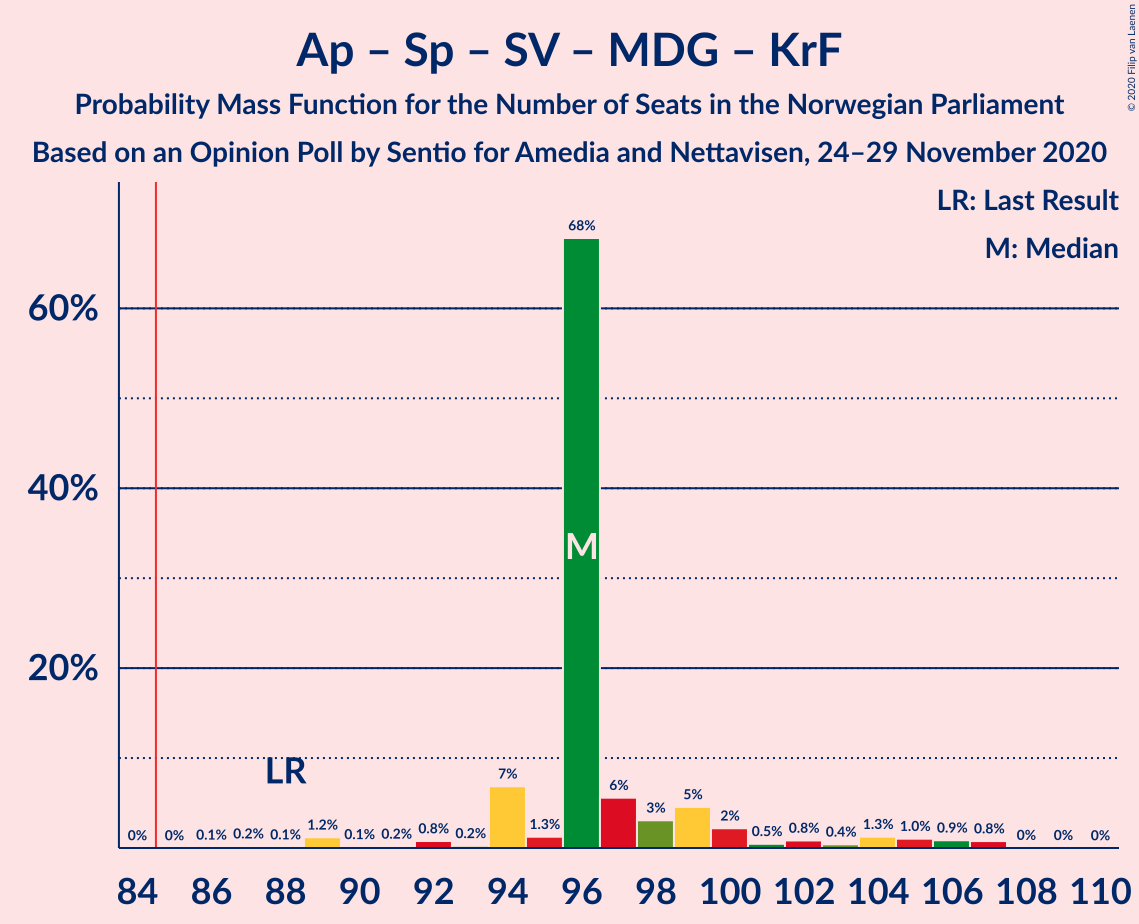 Ap – Sp – SV – MDG – KrF
Probability Mass Function for the Number of Seats in the Norwegian Parliament
Based on an Opinion Poll by Sentio for Amedia and Nettavisen, 24–29 November 2020
© 2020 Filip van Laenen
LR: Last Result
M: Median
60%
40%
20%
LR
M
0% 0% 0.1% 0.2% 0.1% 1.2% 0.1% 0.2% 0.8% 0.2% 7% 1.3% 68% 6% 3% 5% 2% 0.5% 0.8% 0.4% 1.3% 1.0% 0.9% 0.8% 0% 0% 0%
84 86 88 90 92 94 96 98 100 102 104 106 108 110